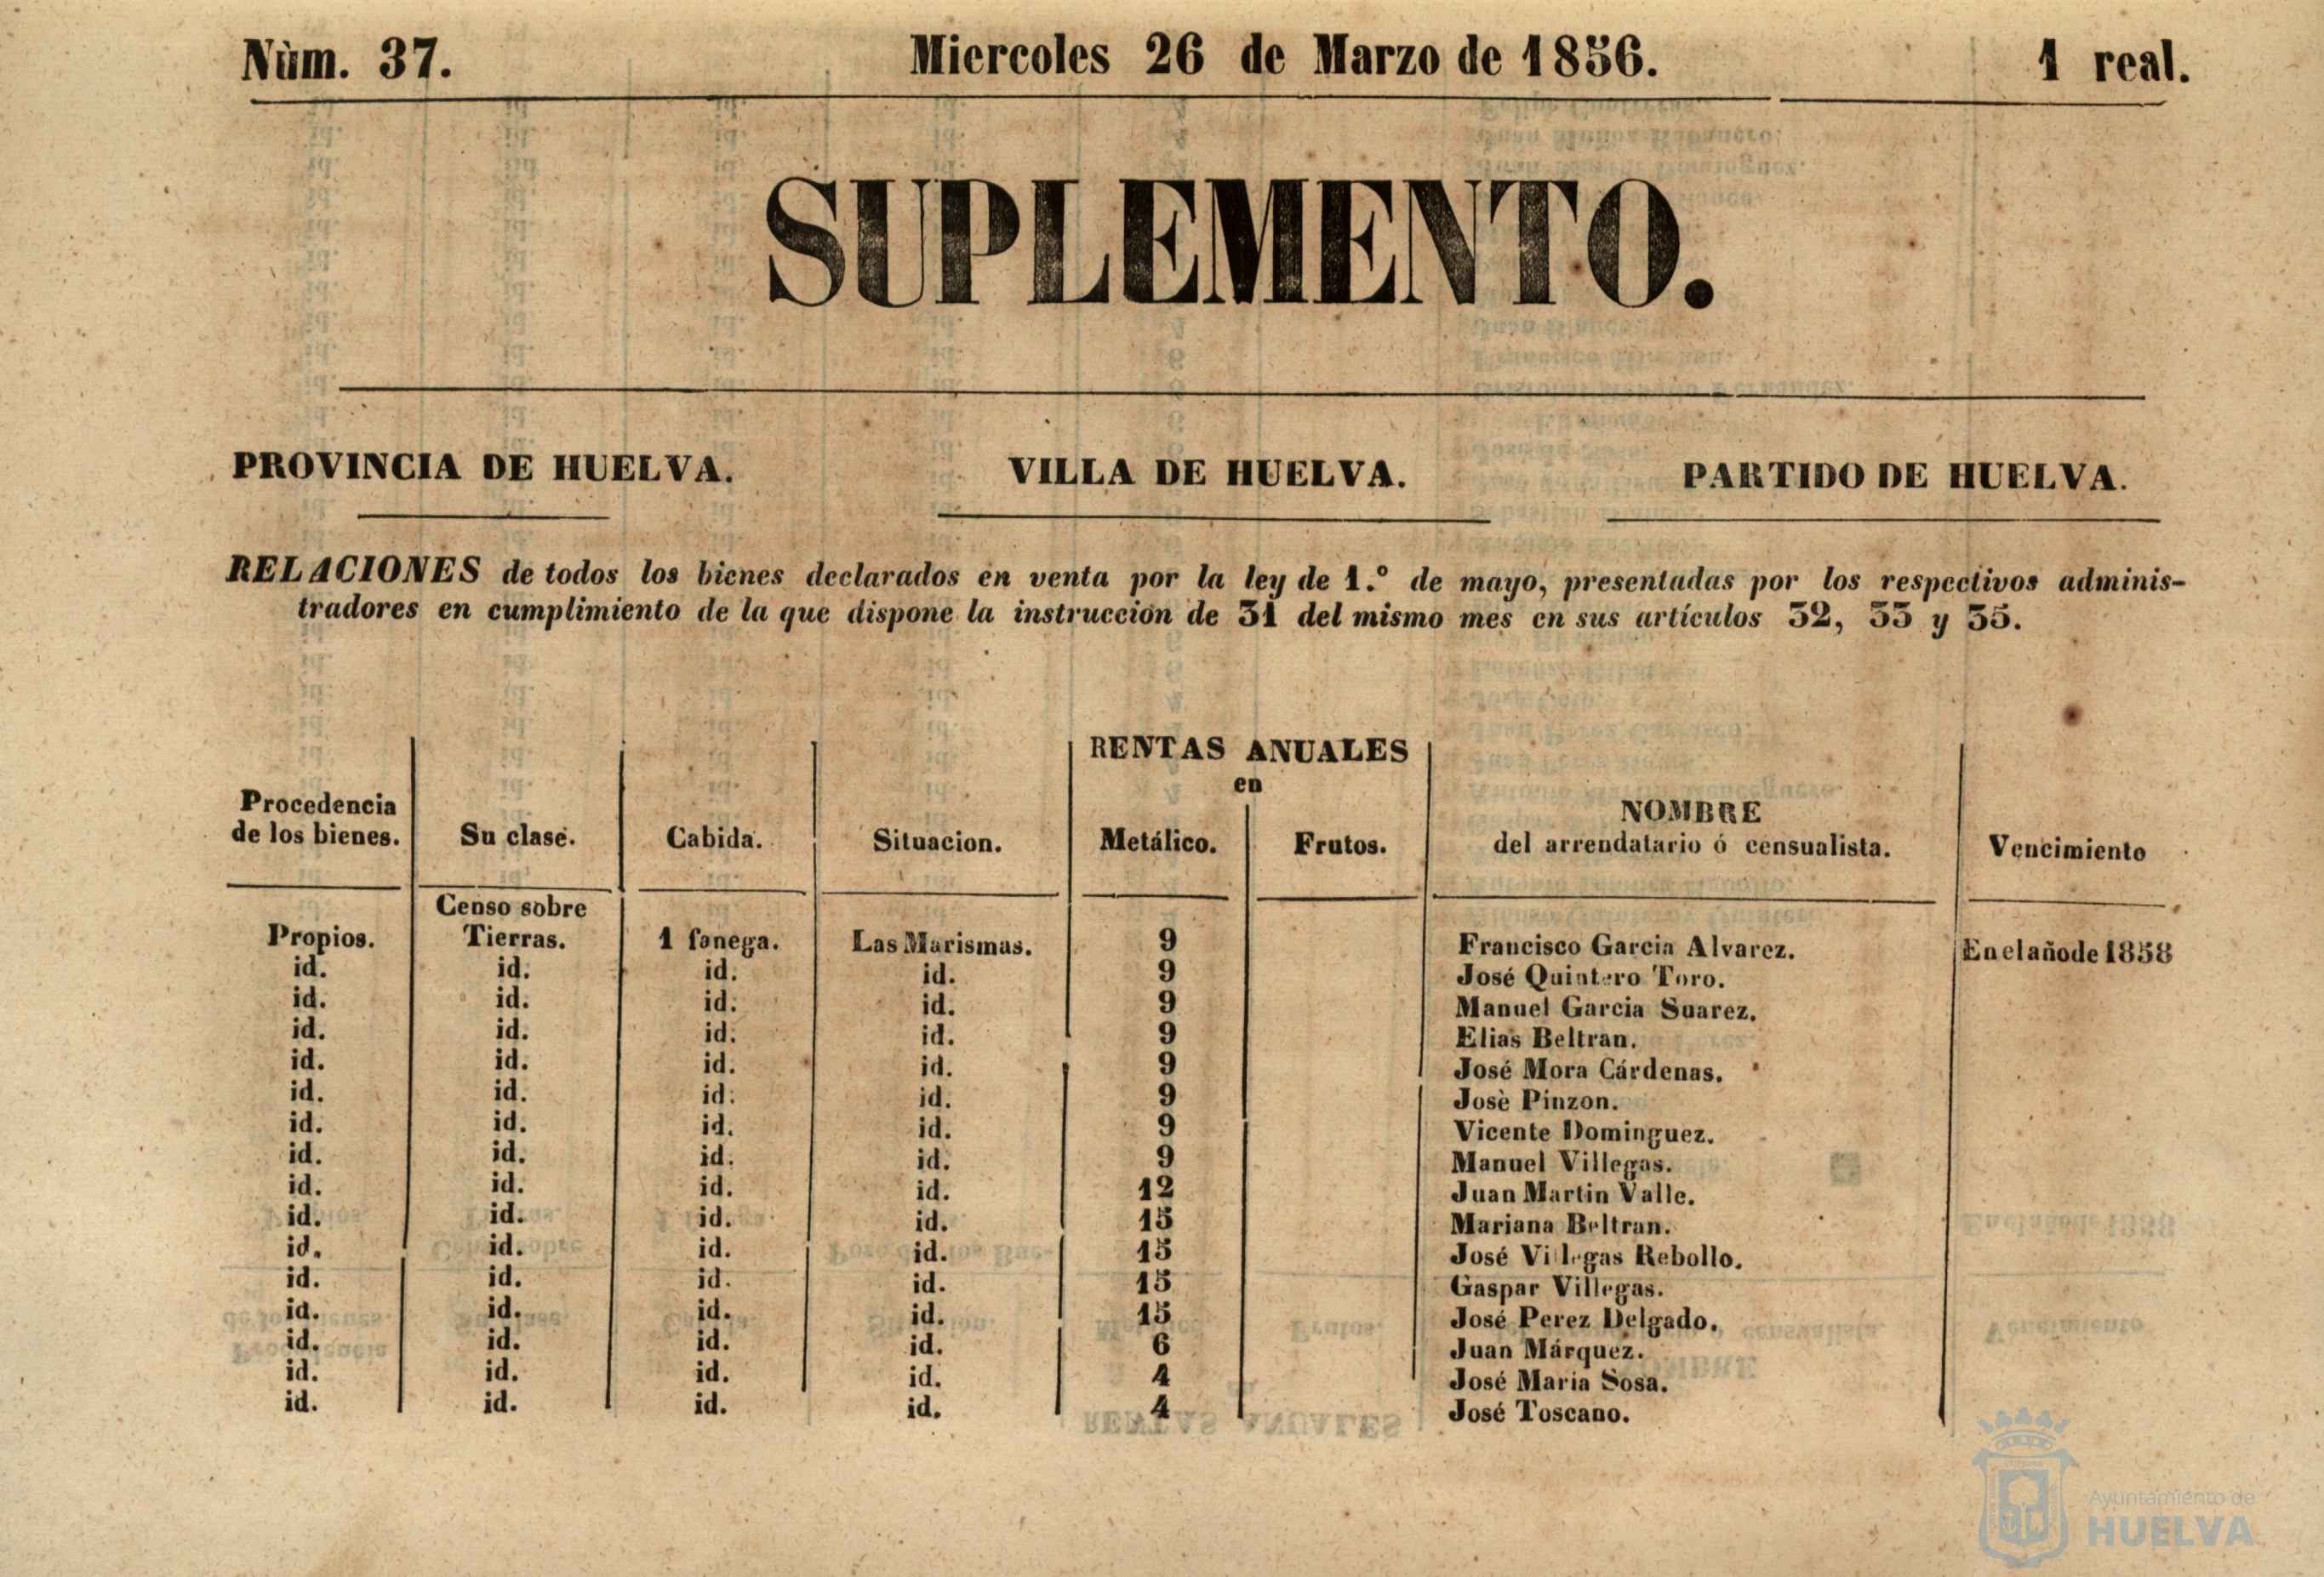 Nùm. 37. Miercoles 26 de Marzo de 1856. 1 real.
SUPLEMENTO.
PROVINCIA DE HUELVA. VILLA DE HUELVA. PARTIDO DE HUELVA.
RELACIONES de todos los bienes declarados en venta por la ley de 1.º de mayo, presentadas por los respectivos adminis-
tradores en cumplimiento de la que dispone la instruccion de 31 del mismo mes en sus artículos 32, 33 y 35.
RENTAS ANUALES
en
Procedencia
de los bienes. Su clase. Cabida. Situacion. Metálico. Frutos. NOMBRE
del arrendatario ó censualista. Vencimiento
Censo sobre
Propios. Tierras. 1 fanega. Las Marismas. 9 Francisco Garcia Alvarez. En el año de 1858
id. id. id. id. 9 José Quintero Toro.
id. id. id. id. 9 Manuel Garcia Suarez.
id. id. id. id. 9 Elias Beltran.
id. id. id. id. 9 José Mora Cárdenas.
id. id. id. id. 9 Josè Pinzon.
id. id. id. id. 9 Vicente Dominguez.
id. id. id. id. 9 Manuel Villegas.
id. id. id. id. 12 Juan Martin Valle.
id. id. id. id. 15 Mariana Beltran.
id. id. id. id. 15 José Villegas Rebollo.
id. id. id. id. 15 Gaspar Villegas.
id. id. id. id. 15 José Perez Delgado.
id. id. id. id. 6 Juan Márquez.
id. id. id. id. 4 José María Sosa.
id. id. id. id. 4 José Toscano.
Ayuntamiento de
HUELVA